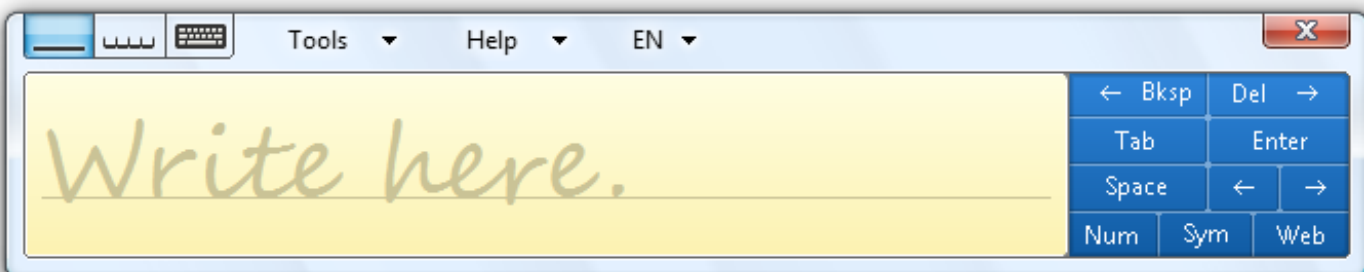 Tools Help EN x
Write here.
← Bksp Del →
Tab Enter
Space ← →
Num Sym Web